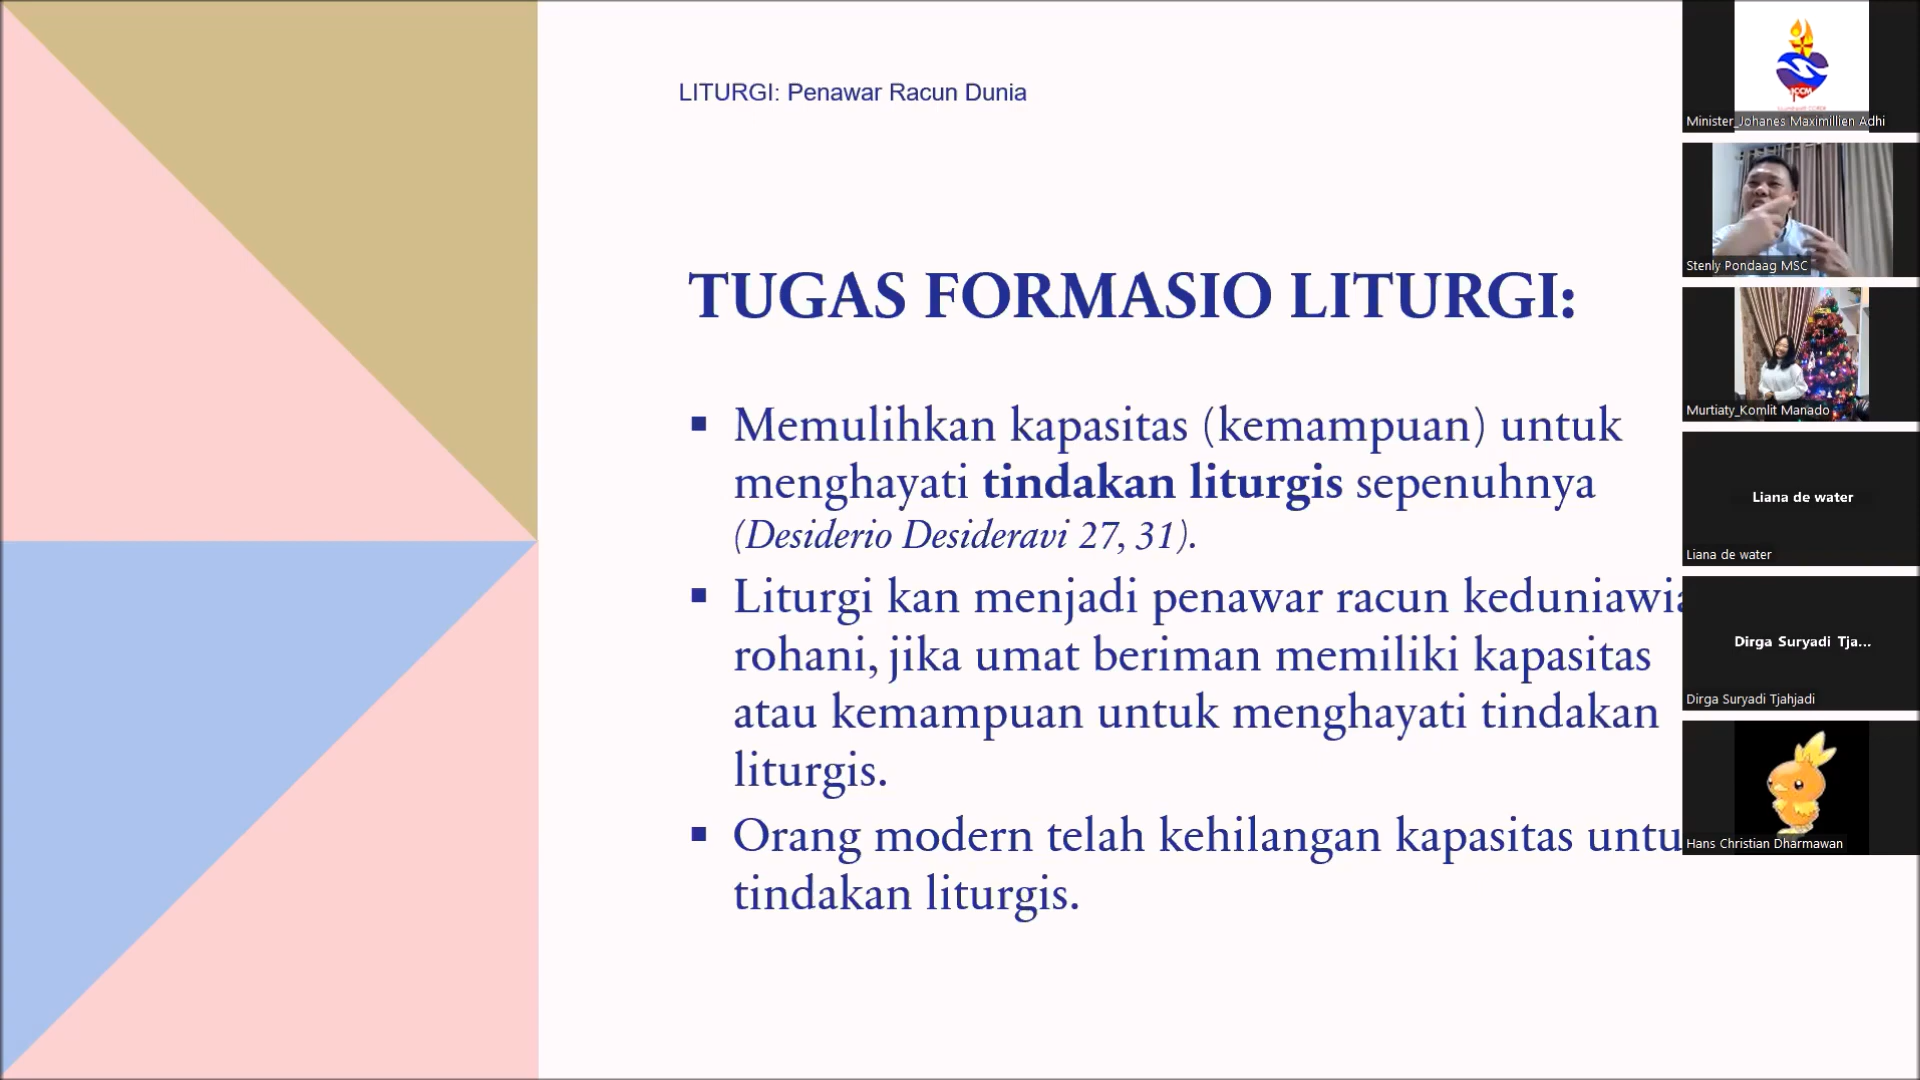 LITURGI: Penawar Racun Dunia
TUGAS FORMASIO LITURGI:
▪ Memulihkan kapasitas (kemampuan) untuk
menghayati tindakan liturgis sepenuhnya
(Desiderio Desideravi 27, 31).
▪ Liturgi kan menjadi penawar racun
rohani, jika umat beriman memiliki kapasitas
atau kemampuan untuk menghayati tindakan
liturgis.
▪ Orang modern telah kehilangan kapasitas
tindakan liturgis.
Minister_Johanes Maximillien Adhi
Stenly Pondaag MSC
Murtiaty_Komlit Manado
Liana de water
Liana de water
Dirga Suryadi Tja...
Dirga Suryadi Tjahjadi
Hans Christian Dharmawan